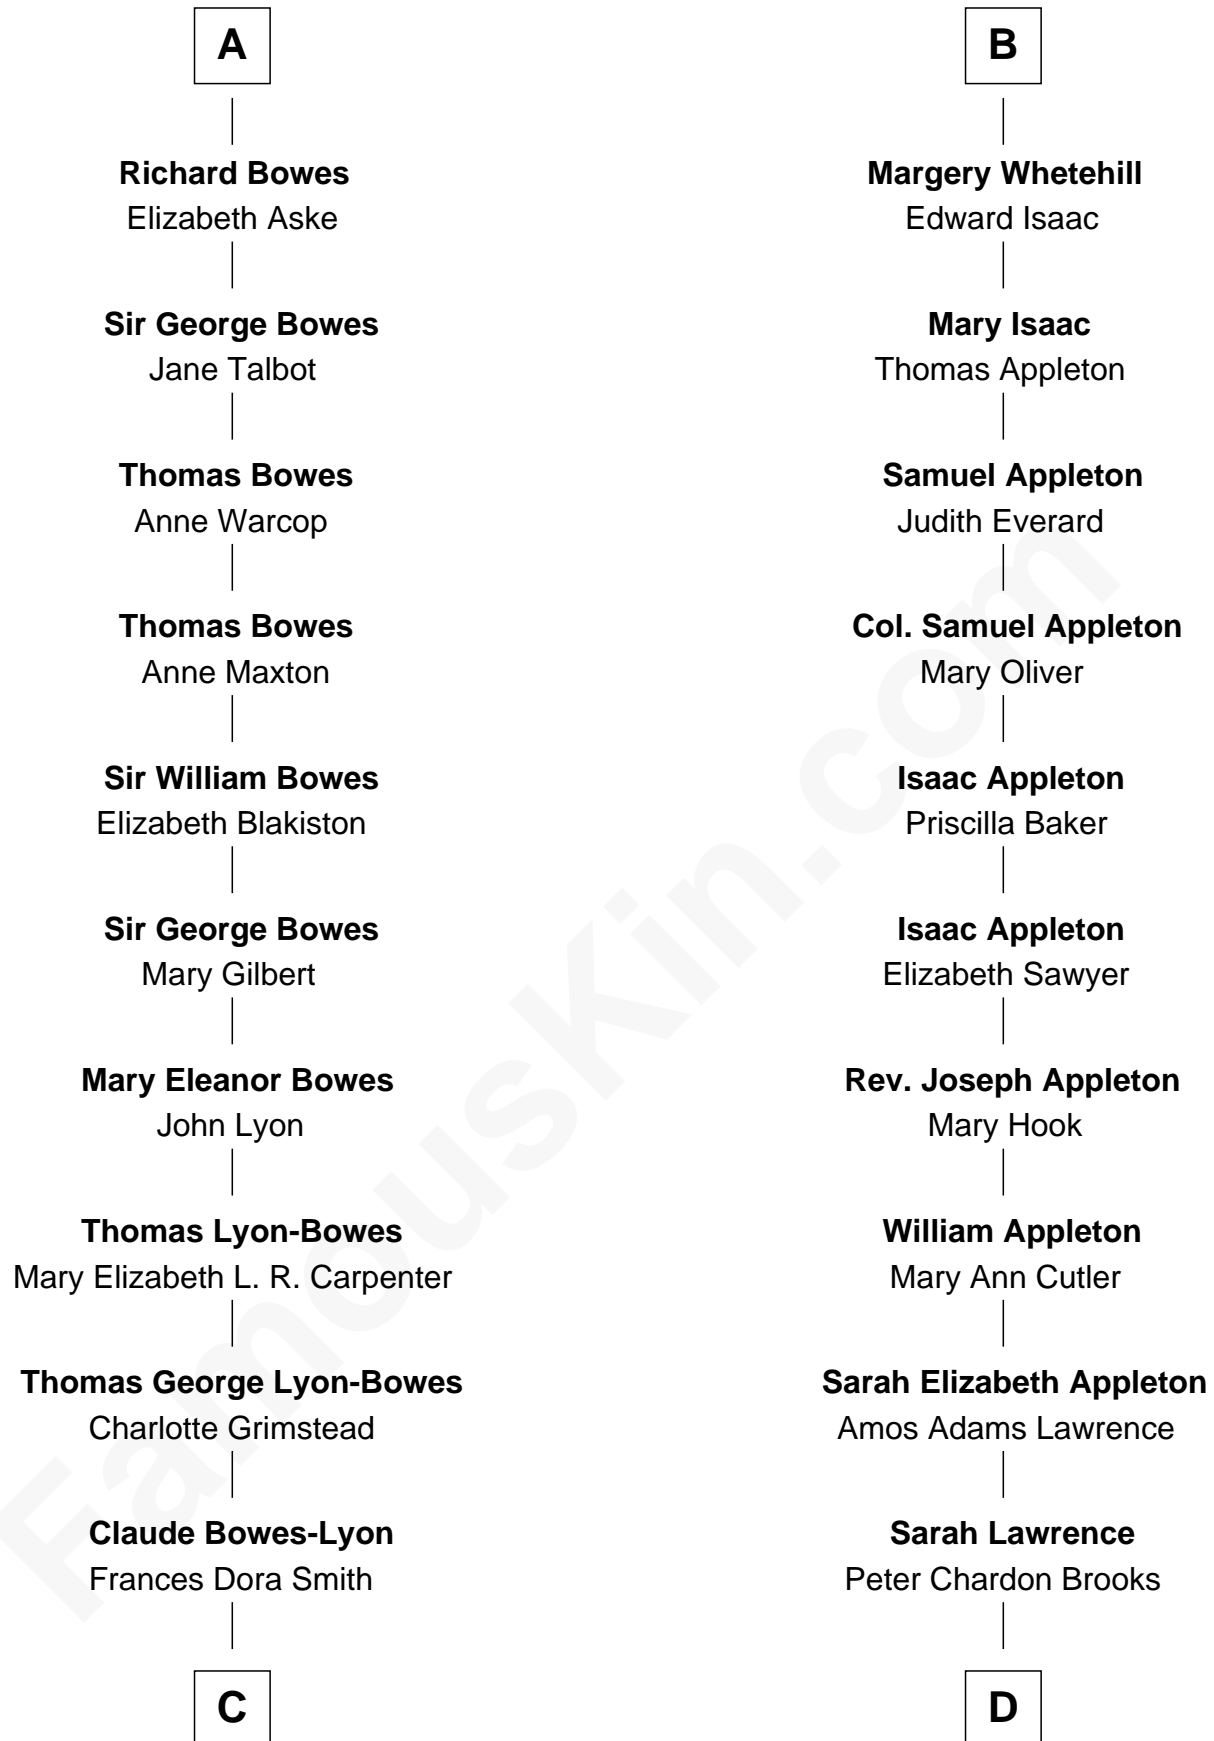 A
Richard Bowes
Elizabeth Aske
Sir George Bowes
Jane Talbot
Thomas Bowes
Anne Warcop
Thomas Bowes
Anne Maxton
Sir William Bowes
Elizabeth Blakiston
Sir George Bowes
Mary Gilbert
Mary Eleanor Bowes
John Lyon
Thomas Lyon-Bowes
Mary Elizabeth L. R. Carpenter
Thomas George Lyon-Bowes
Charlotte Grimstead
Claude Bowes-Lyon
Frances Dora Smith
C
B
Margery Whetehill
Edward Isaac
Mary Isaac
Thomas Appleton
Samuel Appleton
Judith Everard
Col. Samuel Appleton
Mary Oliver
Isaac Appleton
Priscilla Baker
Isaac Appleton
Elizabeth Sawyer
Rev. Joseph Appleton
Mary Hook
William Appleton
Mary Ann Cutler
Sarah Elizabeth Appleton
Amos Adams Lawrence
Sarah Lawrence
Peter Chardon Brooks
D
FamousKin.com